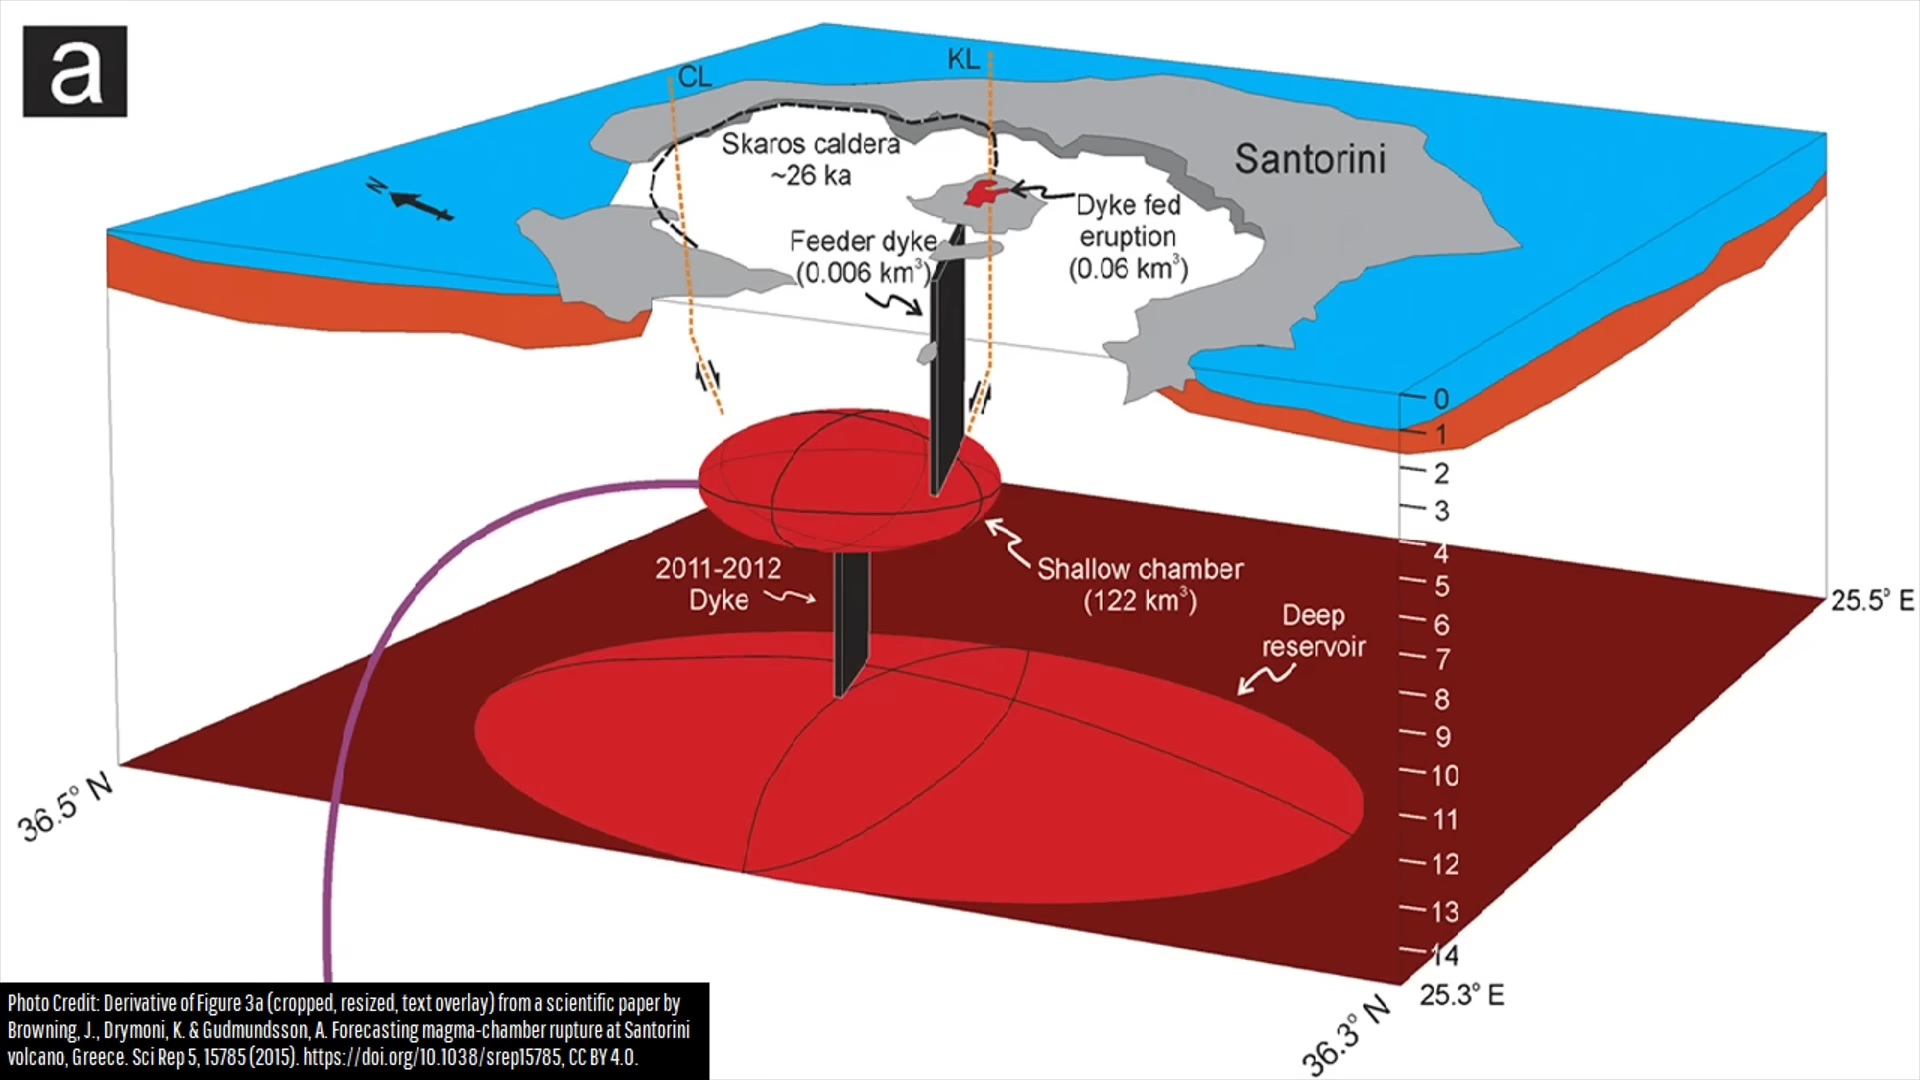 a
CL
KL
N
Skaros caldera
~26 ka
Santorini
Dyke fed
eruption
(0.06 km³)
Feeder dyke
(0.006 km³)
0
1
2
3
4
5
6
7
8
9
10
11
12
13
14
2011-2012
Dyke
Shallow chamber
(122 km³)
Deep
reservoir
25.5° E
36.5° N
25.3° E
36.3° N
Photo Credit: Derivative of Figure 3a (cropped, resized, text overlay) from a scientific paper by
Browning, J., Drymoni, K. & Gudmundsson, A. Forecasting magma-chamber rupture at Santorini
volcano, Greece. Sci Rep 5, 15785 (2015). https://doi.org/10.1038/srep15785, CC BY 4.0.